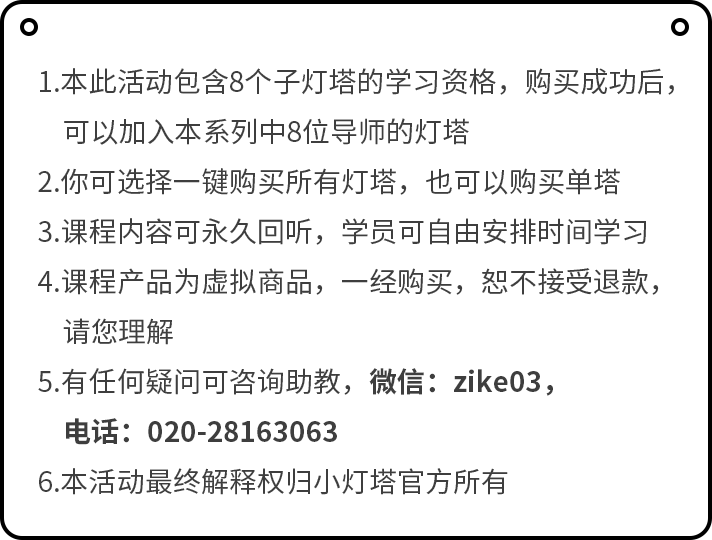 1.本此活动包含8个子灯塔的学习资格，购买成功后，
可以加入本系列中8位导师的灯塔
2.你可选择一键购买所有灯塔，也可以购买单塔
3.课程内容可永久回听，学员可自由安排时间学习
4.课程产品为虚拟商品，一经购买，恕不接受退款，
请您理解
5.有任何疑问可咨询助教，微信：zike03，
电话：020-28163063
6.本活动最终解释权归小灯塔官方所有